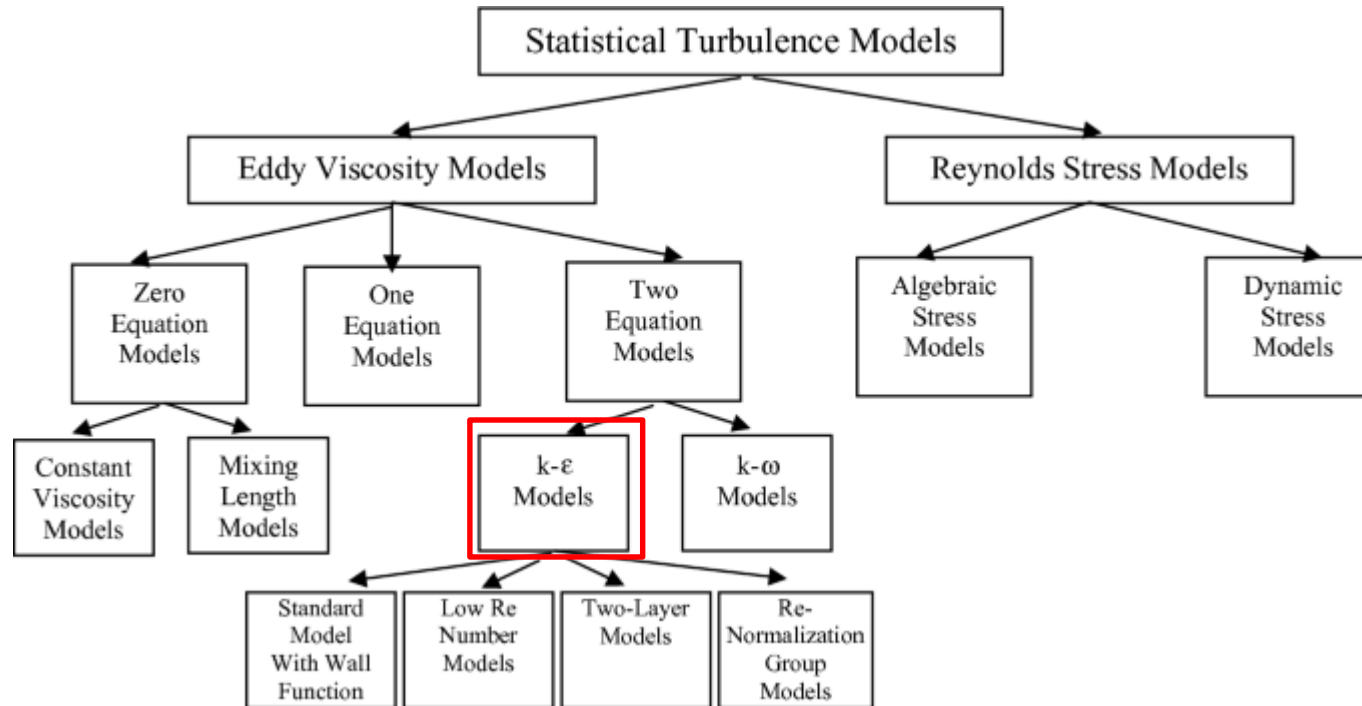 Statistical Turbulence Models
Eddy Viscosity Models
Reynolds Stress Models
Zero
Equation
Models
One
Equation
Models
Two
Equation
Models
Algebraic
Stress
Models
Dynamic
Stress
Models
Constant
Viscosity
Models
Mixing
Length
Models
k-ε
Models
k-ω
Models
Standard
Model
With Wall
Function
Low Re
Number
Models
Two-Layer
Models
Re-
Normalization
Group
Models